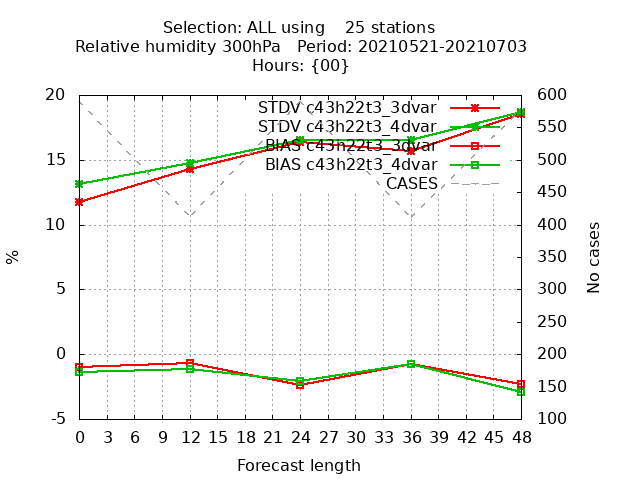 Selection: ALL using    25 stations
Relative humidity 300hPa   Period: 20210521-20210703
Hours: {00}
STDV c43h22t3_3dvar
STDV c43h22t3_4dvar
BIAS c43h22t3_3dvar
BIAS c43h22t3_4dvar
CASES
%
20
15
10
5
0
-5
No cases
600
550
500
450
400
350
300
250
200
150
100
0 3 6 9 12 15 18 21 24 27 30 33 36 39 42 45 48
Forecast length